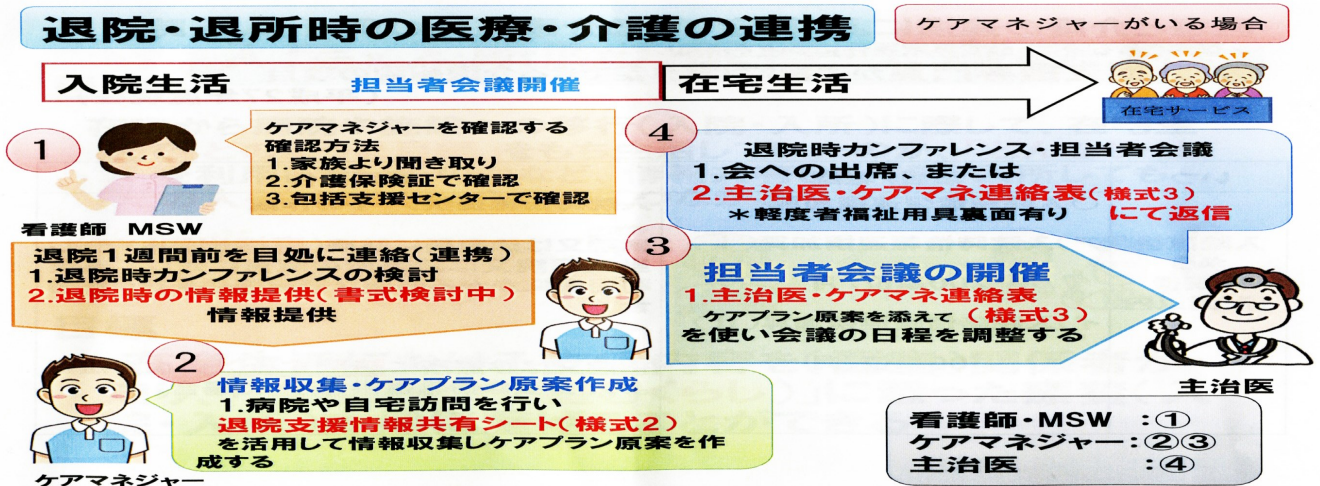 退院・退所時の医療・介護の連携
ケアマネジャーがいる場合
入院生活
担当者会議開催
在宅生活
在宅サービス
1
ケアマネジャーを確認する
確認方法
1.家族より聞き取り
2.介護保険証で確認
3.包括支援センターで確認
看護師 MSW
退院1週間前を目処に連絡(連携)
1.退院時カンファレンスの検討
2.退院時の情報提供(書式検討中)
情報提供
2
情報収集・ケアプラン原案作成
1.病院や自宅訪問を行い
退院支援情報共有シート(様式2)
を活用して情報収集しケアプラン原案を作
成する
ケアマネジャー
3
担当者会議の開催
1.主治医・ケアマネ連絡表
ケアプラン原案を添えて(様式3)
を使い会議の日程を調整する
4
退院時カンファレンス・担当者会議
1.会への出席、または
2.主治医・ケアマネ連絡表(様式3)
＊軽度者福祉用具裏面有り にて返信
主治医
看護師・MSW :①
ケアマネジャー:②③
主治医 :④